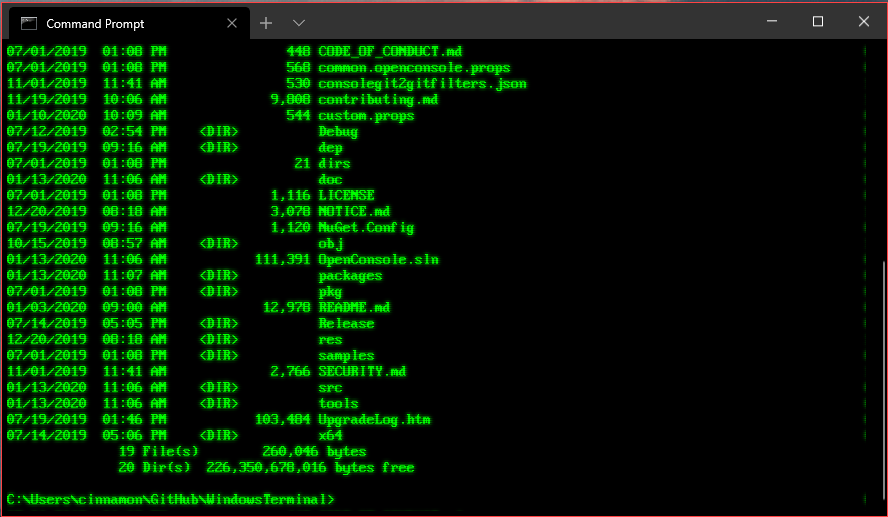 Command Prompt
07/01/2019  01:08 PM               448 CODE_OF_CONDUCT.md
07/01/2019  01:08 PM               568 common.openconsole.props
11/01/2019  11:41 AM               530 consolegit2gitfilters.json
11/19/2019  10:06 AM             9,808 contributing.md
01/10/2020  10:09 AM               544 custom.props
07/12/2019  02:54 PM    <DIR>          Debug
07/19/2019  09:16 AM    <DIR>          dep
07/01/2019  01:08 PM                21 dirs
01/13/2020  11:06 AM    <DIR>          doc
07/01/2019  01:08 PM             1,116 LICENSE
12/20/2019  08:18 AM             3,078 NOTICE.md
07/19/2019  09:16 AM             1,120 NuGet.Config
10/15/2019  08:57 AM    <DIR>          obj
01/13/2020  11:06 AM           111,391 OpenConsole.sln
01/13/2020  11:07 AM    <DIR>          packages
07/01/2019  01:08 PM    <DIR>          pkg
01/03/2020  09:00 AM            12,978 README.md
07/14/2019  05:05 PM    <DIR>          Release
12/20/2019  08:18 AM    <DIR>          res
07/01/2019  01:08 PM    <DIR>          samples
11/01/2019  11:41 AM             2,766 SECURITY.md
01/13/2020  11:06 AM    <DIR>          src
01/13/2020  11:06 AM    <DIR>          tools
07/19/2019  01:46 PM           103,484 UpgradeLog.htm
07/14/2019  05:06 PM    <DIR>          x64
19 File(s)        260,046 bytes
20 Dir(s)  226,350,678,016 bytes free
C:\Users\cinnamon\GitHub\WindowsTerminal>